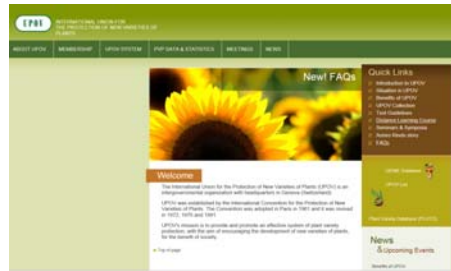 UPOV
INTERNATIONAL UNION FOR
THE PROTECTION OF NEW VARIETIES OF
PLANTS
ABOUT UPOV MEMBERSHIP UPOV SYSTEM PVP DATA & STATISTICS MEETINGS NEWS
New! FAQs
Quick Links
Introduction to UPOV
Situation in UPOV
Benefits of UPOV
UPOV Collection
Test Guidelines
Distance Learning Course
Seminars & Symposia
FAQs
GENIE Database
UPOV Lex
Plant Variety Database (PLUTO)
Welcome
The International Union for the Protection of New Varieties of Plants (UPOV) is an
intergovernmental organization with headquarters in Geneva (Switzerland).
UPOV was established by the International Convention for the Protection of New
Varieties of Plants. The Convention was adopted in Paris in 1961 and it was revised
in 1972, 1978 and 1991.
UPOV's mission is to provide and promote an effective system of plant variety
protection, with the aim of encouraging the development of new varieties of plants,
for the benefit of society.
Top of page
News
& Upcoming Events
Benefits of UPOV